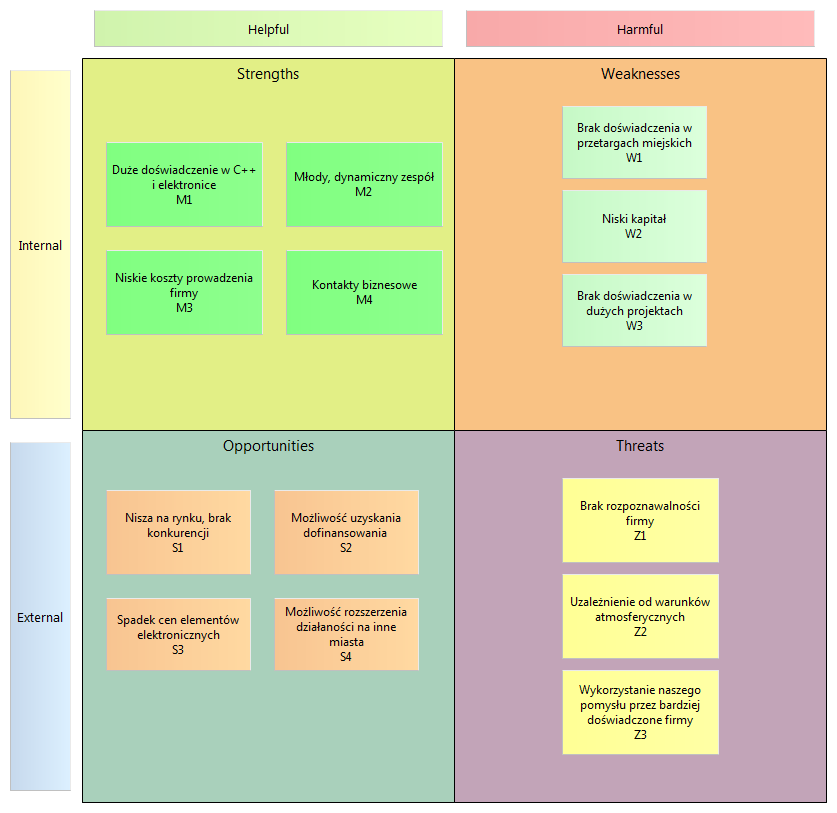 Helpful
Harmful
Internal
Strengths
Duże doświadczenie w C++
i elektronice
M1
Młody, dynamiczny zespół
M2
Niskie koszty prowadzenia
firmy
M3
Kontakty biznesowe
M4
Weaknesses
Brak doświadczenia w
przetargach miejskich
W1
Niski kapitał
W2
Brak doświadczenia w
dużych projektach
W3
External
Opportunities
Nisza na rynku, brak
konkurencji
S1
Możliwość uzyskania
dofinansowania
S2
Spadek cen elementów
elektronicznych
S3
Możliwość rozszerzenia
działaności na inne
miasta
S4
Threats
Brak rozpoznawalności
firmy
Z1
Uzależnienie od warunków
atmosferycznych
Z2
Wykorzystanie naszego
pomysłu przez bardziej
doświadczone firmy
Z3